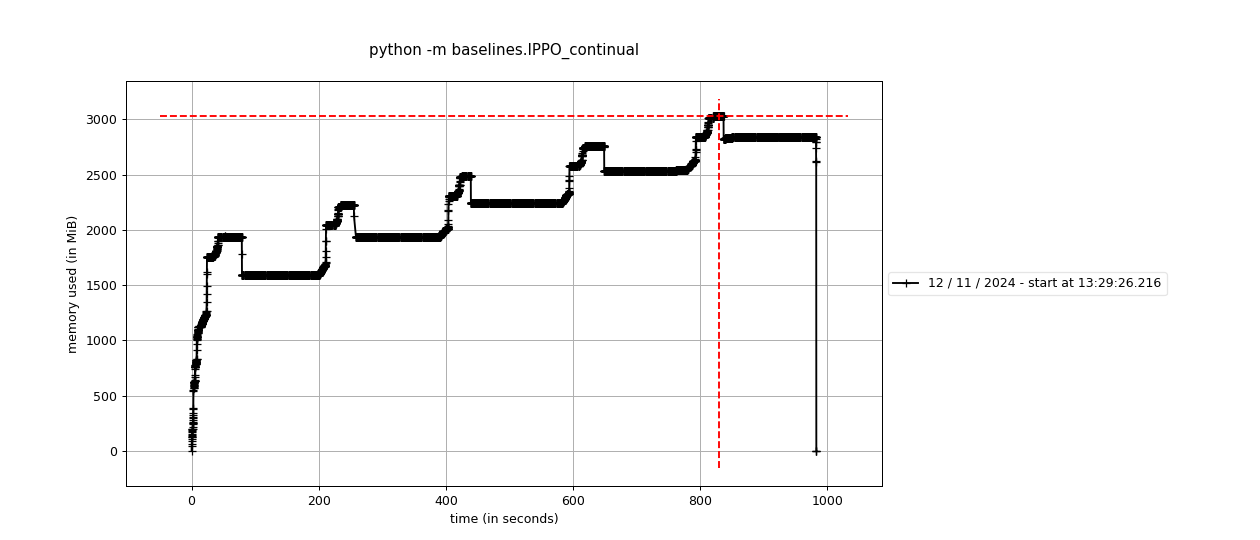 python -m baselines.IPPO_continual
memory used (in MiB)
3000
2500
2000
1500
1000
500
0
0 200 400 600 800 1000
time (in seconds)
12 / 11 / 2024 - start at 13:29:26.216